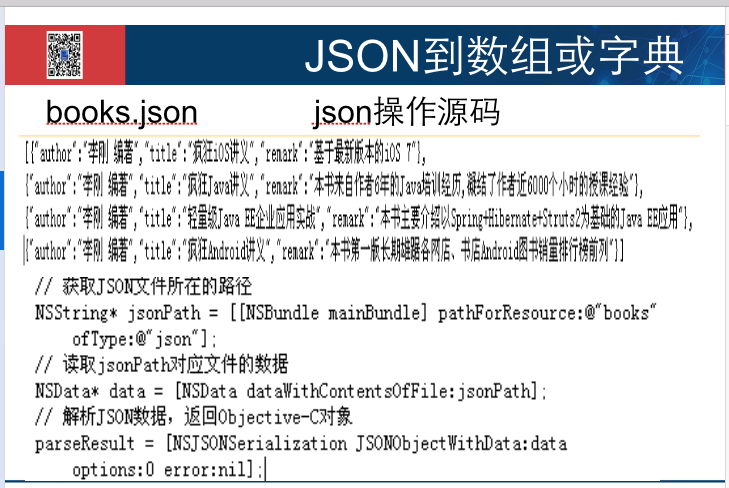 JSON到数组或字典
books.json json操作源码
[{"author":"李刚 编著","title":"疯狂iOS讲义","remark":"基于最新版本的iOS 7"},
{"author":"李刚 编著","title":"疯狂Java讲义","remark":"本书来自作者8年的Java培训经历,凝结了作者近6000个小时的授课经验"},
{"author":"李刚 编著","title":"轻量级Java EE企业应用实战","remark":"本书主要介绍以Spring+Hibernate+Struts2为基础的Java EE应用"},
{"author":"李刚 编著","title":"疯狂Android讲义","remark":"本书第一版长期雄踞各网店、书店Android图书销量排行榜前列"}]
// 获取JSON文件所在的路径
NSString* jsonPath = [[NSBundle mainBundle] pathForResource:@"books"
ofType:@"json"];
// 读取jsonPath对应文件的数据
NSData* data = [NSData dataWithContentsOfFile:jsonPath];
// 解析JSON数据，返回Objective-C对象
parseResult = [NSJSONSerialization JSONObjectWithData:data
options:0 error:nil];